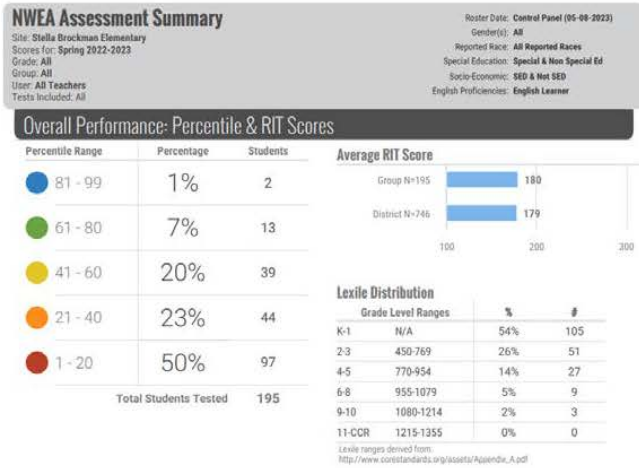 NWEA Assessment Summary
Site: Stella Brockman Elementary
Scores for: Spring 2022-2023
Grade: All
Group: All
User: All Teachers
Tests Included: All
Roster Date: Control Panel (05-08-2023)
Gender(s): All
Reported Race: All Reported Races
Special Education: Special & Non Special Ed
Socio-Economic: SED & Not SED
English Proficiencies: English Learner
Overall Performance: Percentile & RIT Scores
Percentile Range Percentage Students
81 - 99 1% 2
61 - 80 7% 13
41 - 60 20% 39
21 - 40 23% 44
1 - 20 50% 97
Total Students Tested 195
Average RIT Score
Group N=195 180
District N=746 179
100 200 300
Lexile Distribution
Grade Level Ranges % #
K-1 N/A 54% 105
2-3 450-769 26% 51
4-5 770-954 14% 27
6-8 955-1079 5% 9
9-10 1080-1214 2% 3
11-CCR 1215-1355 0% 0
Lexile ranges derived from:
http://www.corestandards.org/assets/Appendix_A.pdf